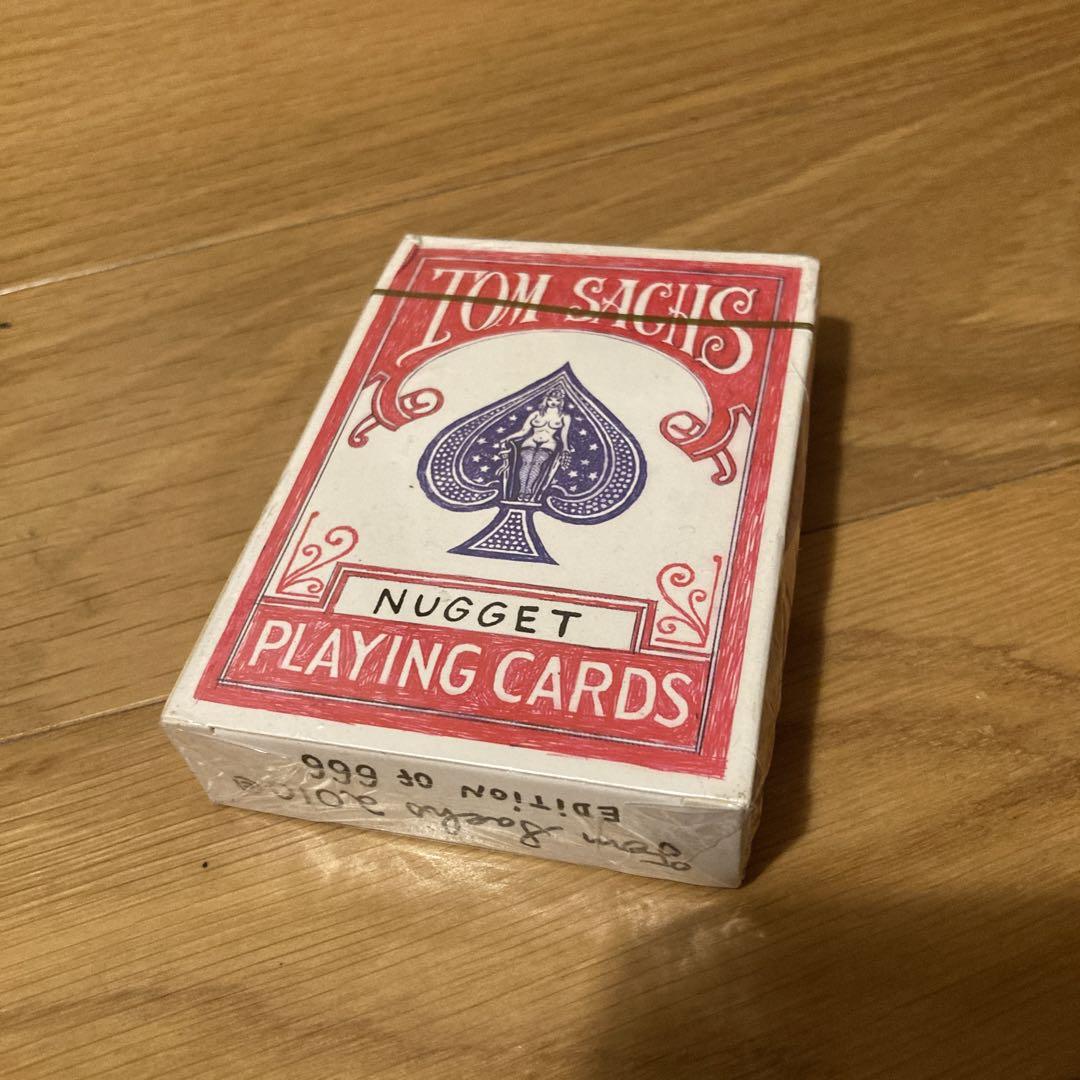 TOM SACHS
NUGGET
PLAYING CARDS
Tom Sachs 2010
EDITION OF 666